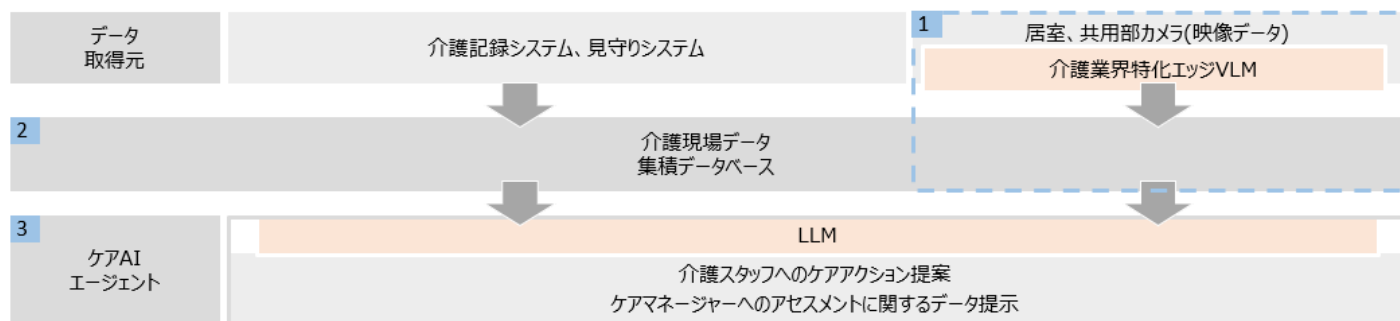 データ
取得元
介護記録システム、見守りシステム
1
居室、共用部カメラ(映像データ)
介護業界特化エッジVLM
2
介護現場データ
集積データベース
3
ケアAI
エージェント
LLM
介護スタッフへのケアアクション提案
ケアマネージャーへのアセスメントに関するデータ提示